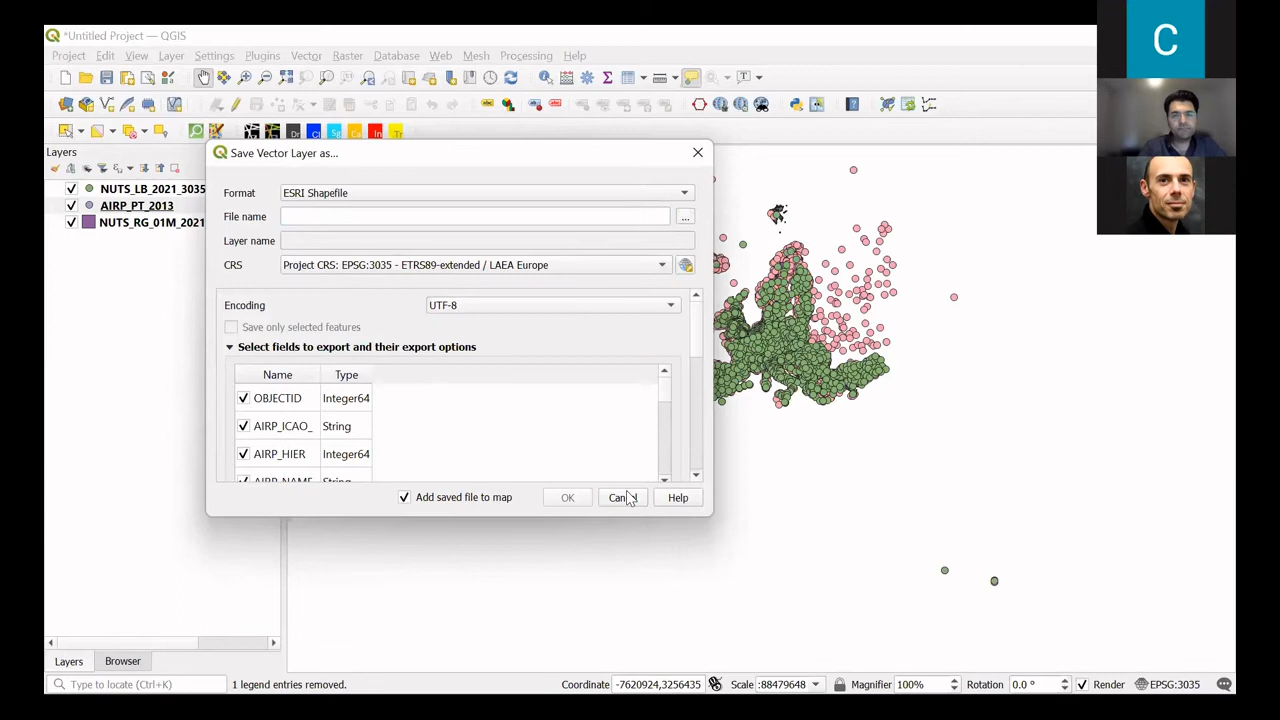 *Untitled Project — QGIS
C
Project Edit View Layer Settings Plugins Vector Raster Database Web Mesh Processing Help
Layers
NUTS_LB_2021_3035
AIRP_PT_2013
NUTS_RG_01M_2021
Save Vector Layer as...
Format ESRI Shapefile
File name ...
Layer name
CRS Project CRS: EPSG:3035 - ETRS89-extended / LAEA Europe
Encoding UTF-8
Save only selected features
Select fields to export and their export options
Name Type
OBJECTID Integer64
AIRP_ICAO_ String
AIRP_HIER Integer64
AIRP_NAME String
Add saved file to map OK Cancel Help
Layers Browser
Type to locate (Ctrl+K) 1 legend entries removed. Coordinate -7620924,3256435 Scale :88479648 Magnifier 100% Rotation 0.0 ° Render EPSG:3035